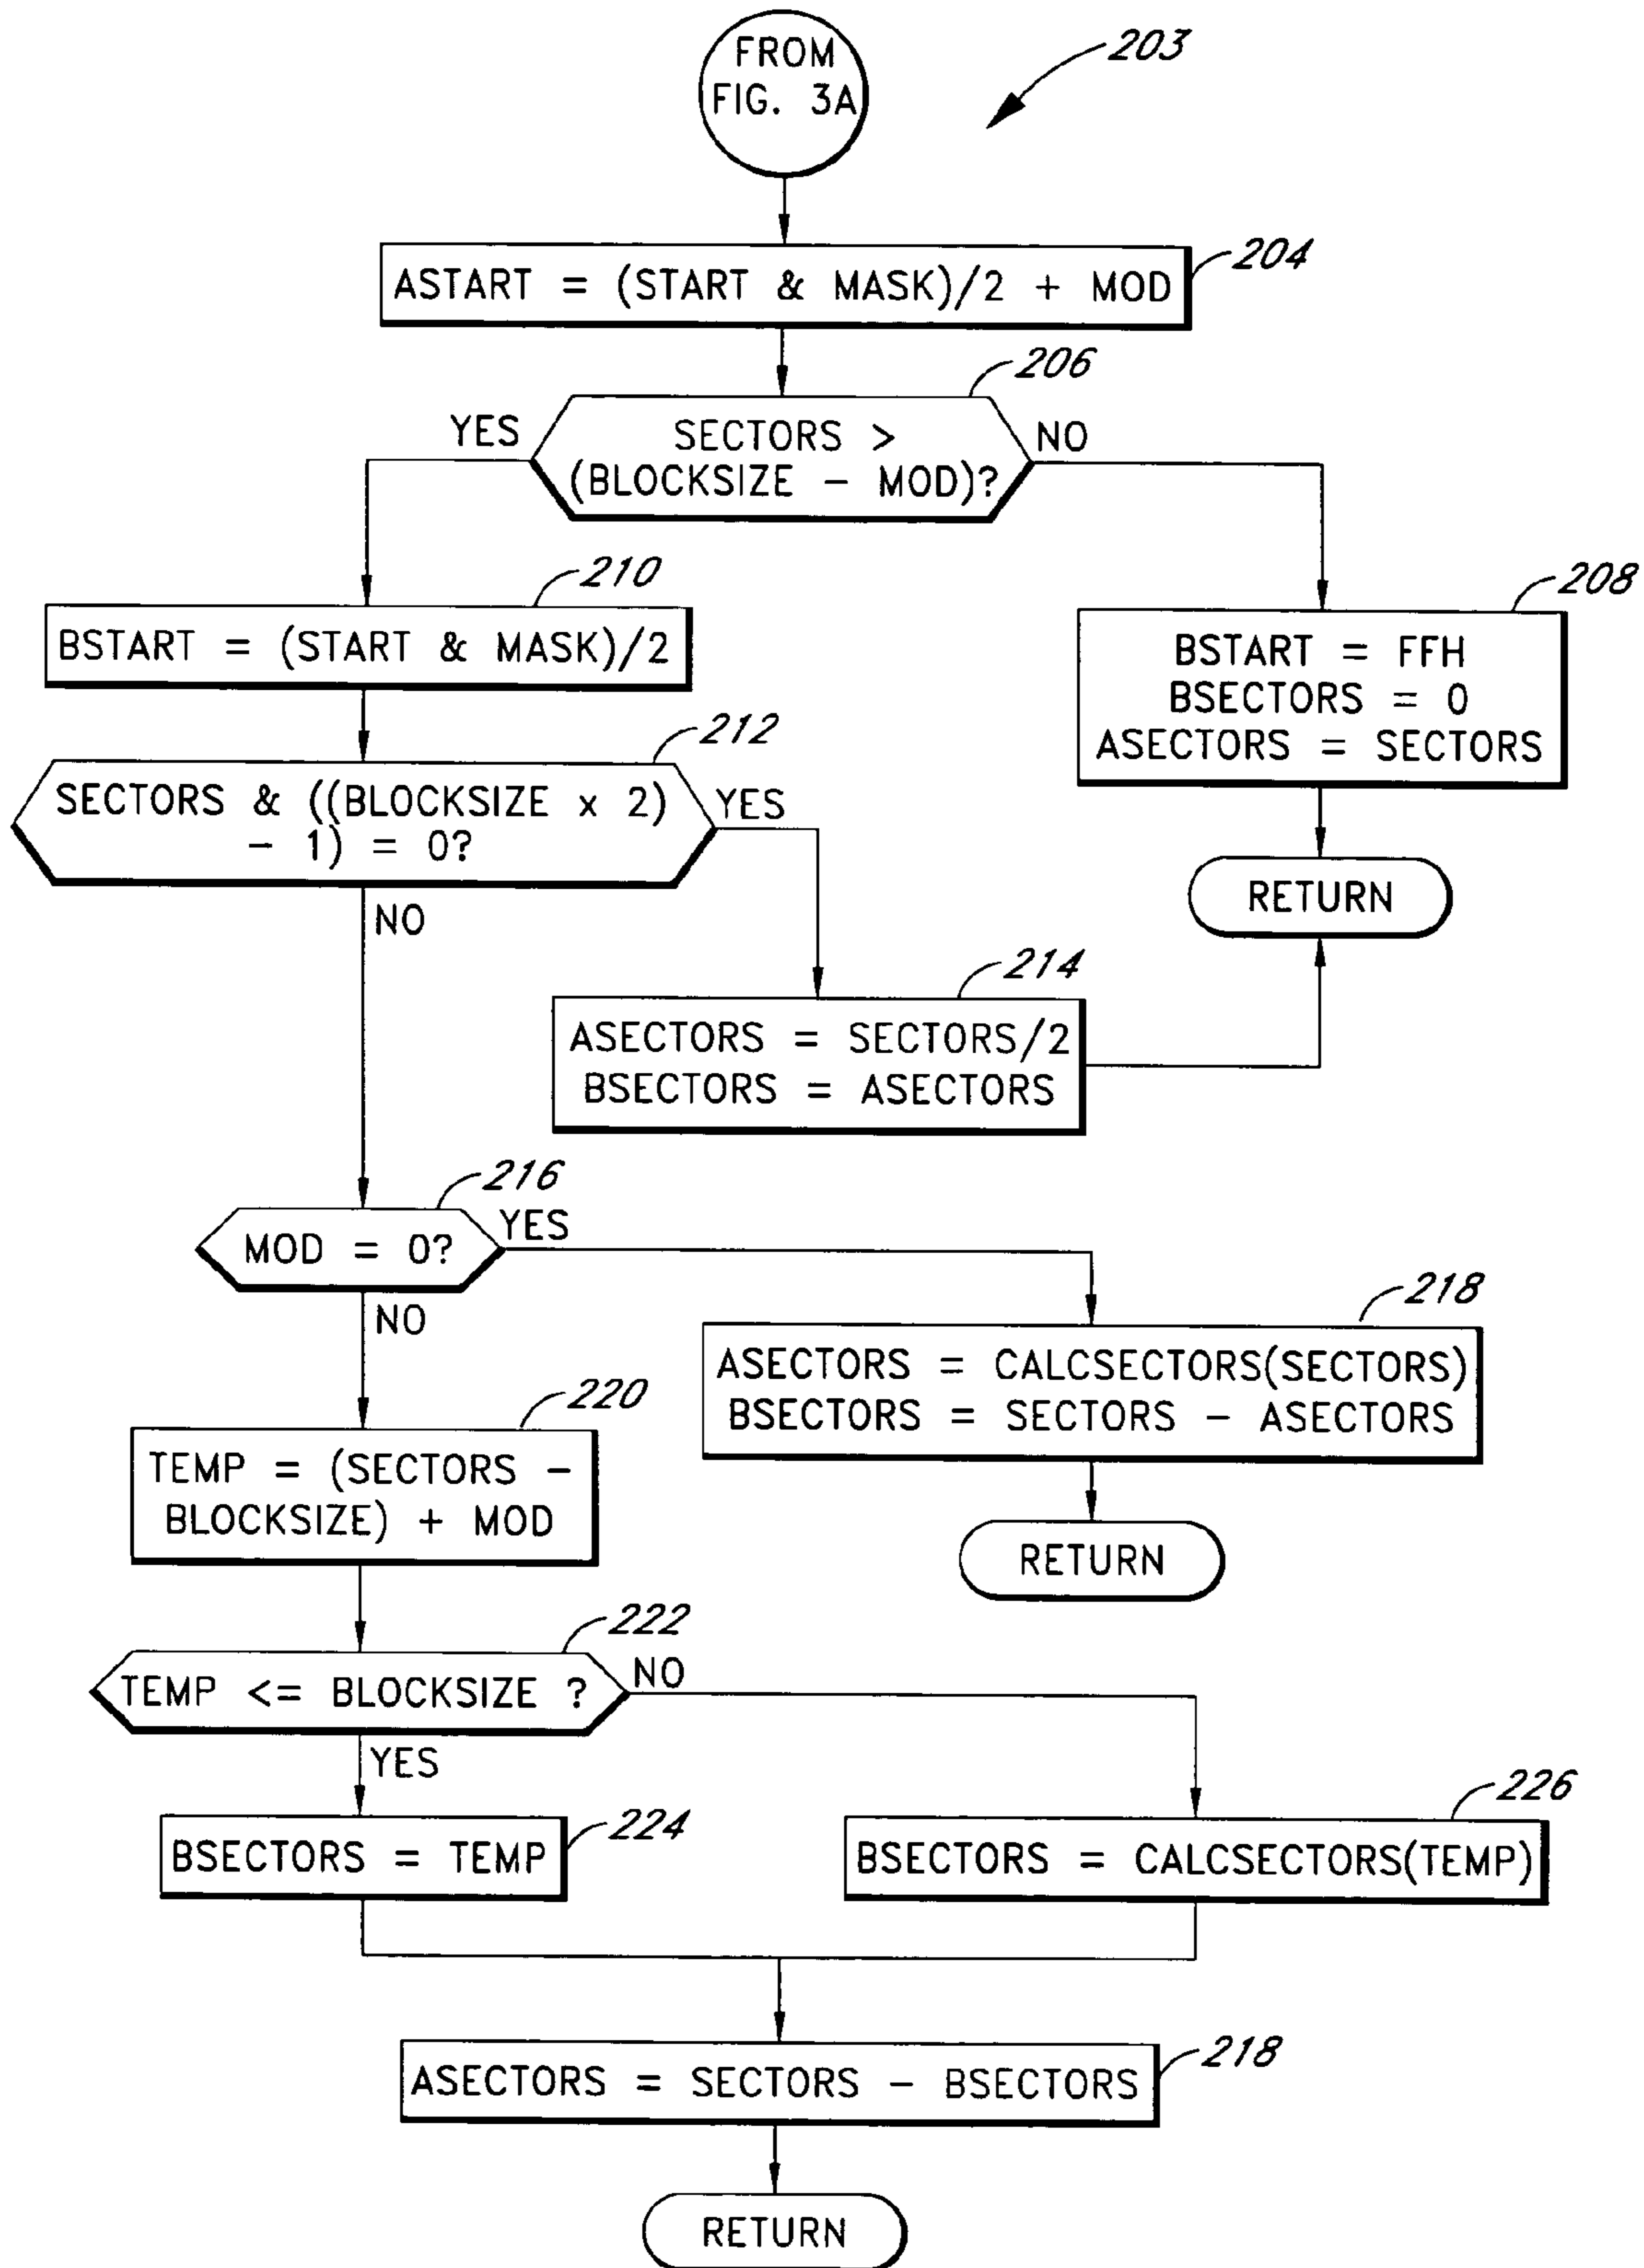 FROM
FIG. 3A
203
ASTART = (START & MASK)/2 + MOD
204
206
SECTORS >
(BLOCKSIZE - MOD)?
YES
NO
210
BSTART = (START & MASK)/2
208
BSTART = FFH
BSECTORS = 0
ASECTORS = SECTORS
RETURN
212
SECTORS & ((BLOCKSIZE x 2)
- 1) = 0?
YES
NO
214
ASECTORS = SECTORS/2
BSECTORS = ASECTORS
216
MOD = 0?
YES
NO
218
ASECTORS = CALCSECTORS(SECTORS)
BSECTORS = SECTORS - ASECTORS
RETURN
220
TEMP = (SECTORS -
BLOCKSIZE) + MOD
222
TEMP <= BLOCKSIZE ?
NO
YES
224
BSECTORS = TEMP
226
BSECTORS = CALCSECTORS(TEMP)
218
ASECTORS = SECTORS - BSECTORS
RETURN